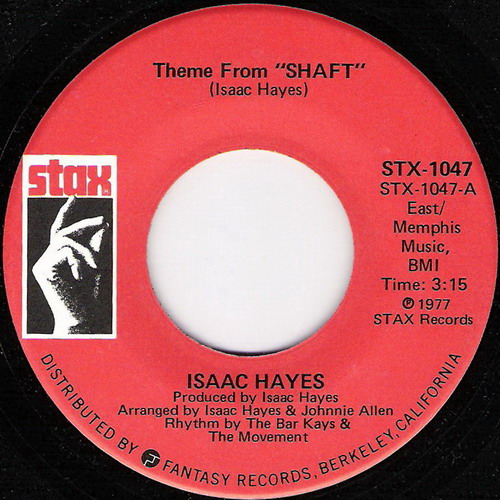 Theme From "SHAFT"
(Isaac Hayes)
stax
STX-1047
STX-1047-A
East/
Memphis
Music,
BMI
Time: 3:15
℗ 1977
STAX Records
ISAAC HAYES
Produced by Isaac Hayes
Arranged by Isaac Hayes & Johnnie Allen
Rhythm by The Bar Kays &
The Movement
DISTRIBUTED BY FANTASY RECORDS, BERKELEY, CALIFORNIA